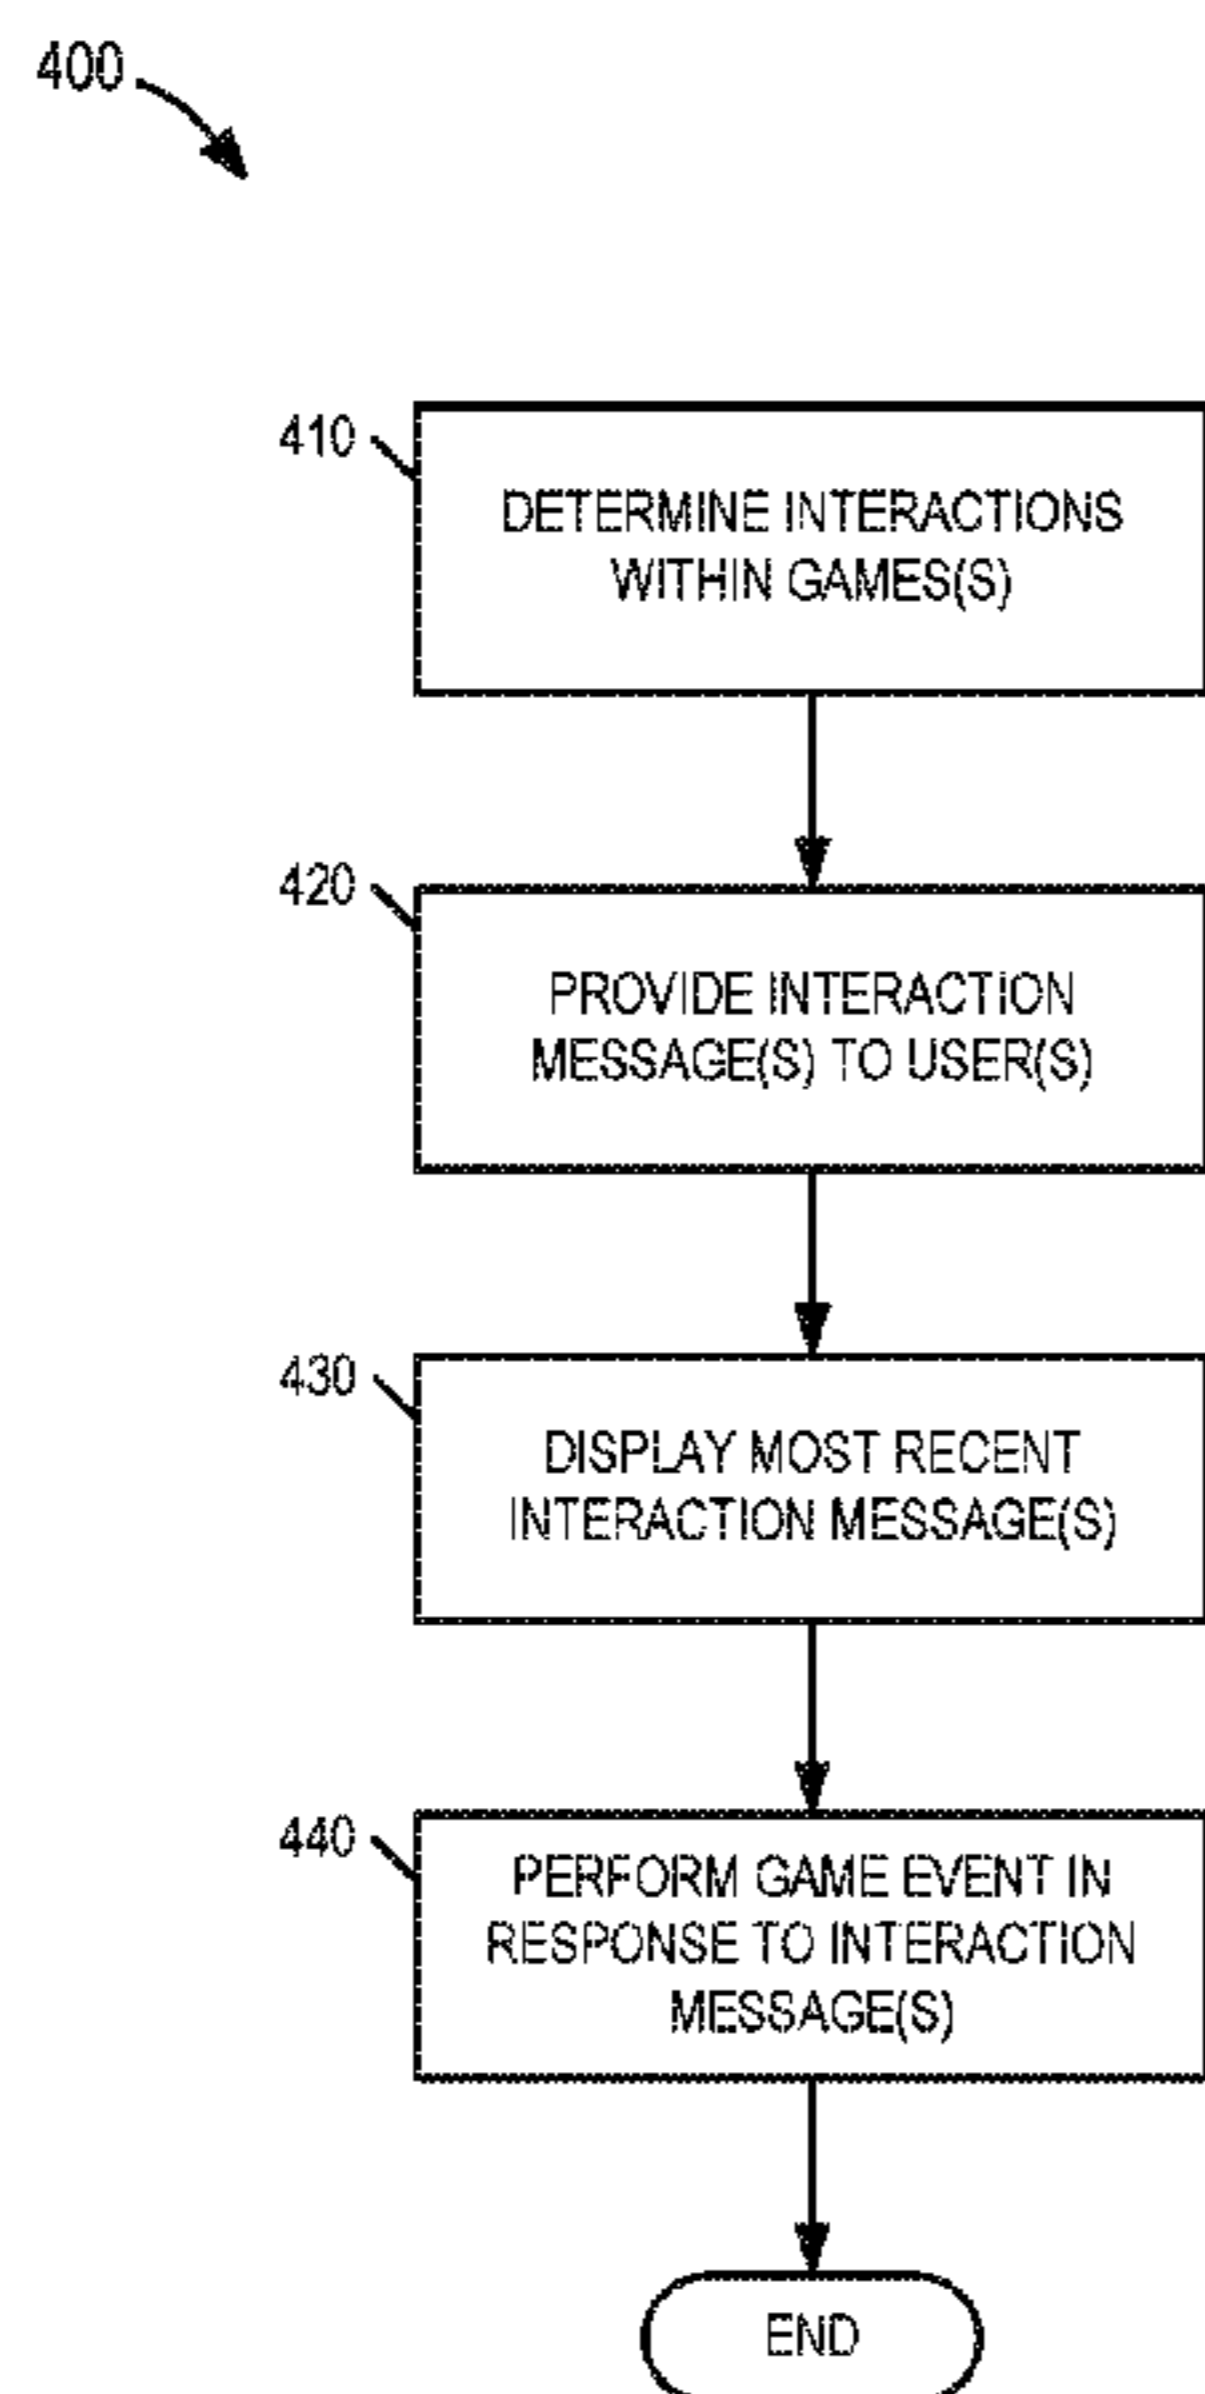 400
410
DETERMINE INTERACTIONS
WITHIN GAMES(S)
420
PROVIDE INTERACTION
MESSAGE(S) TO USER(S)
430
DISPLAY MOST RECENT
INTERACTION MESSAGE(S)
440
PERFORM GAME EVENT IN
RESPONSE TO INTERACTION
MESSAGE(S)
END